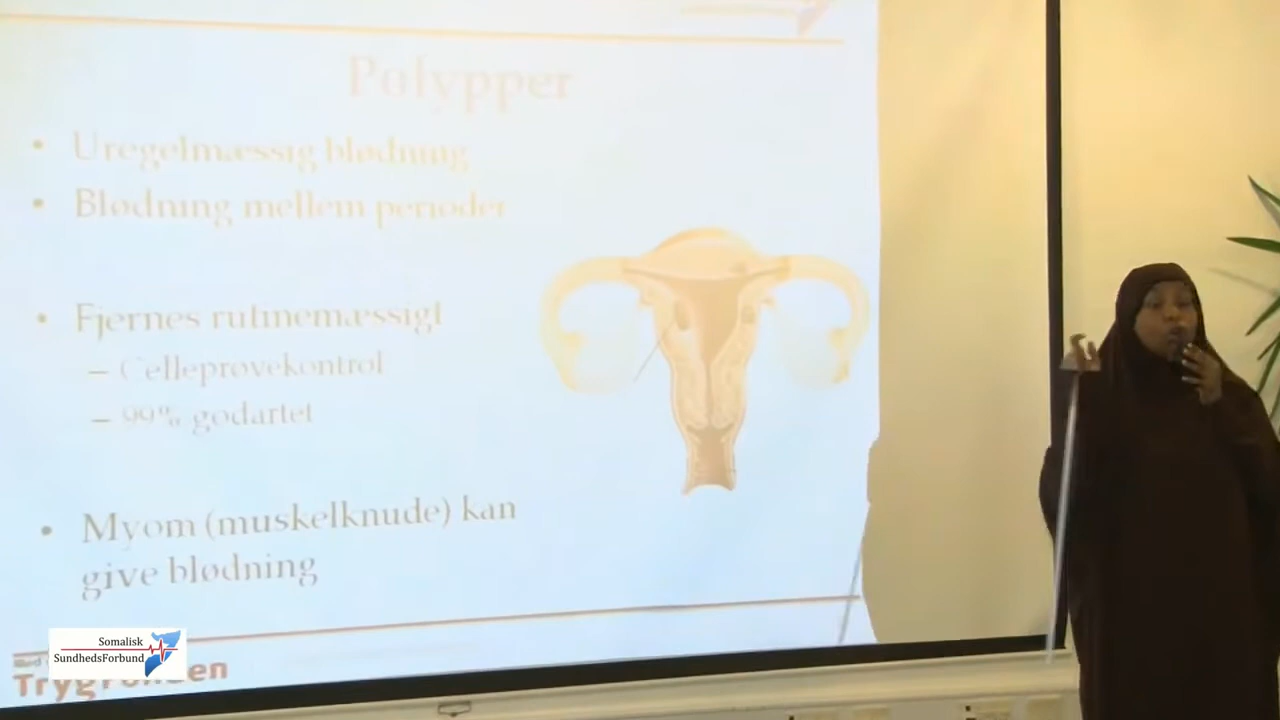 Polypper
• Uregelmæssig blødning
• Blødning mellem perioder
• Fjernes rutinemæssigt
– Celleprøvekontrol
– 99% godartet
• Myom (muskelknude) kan
give blødning
Somalisk
SundhedsForbund
TrygFonden